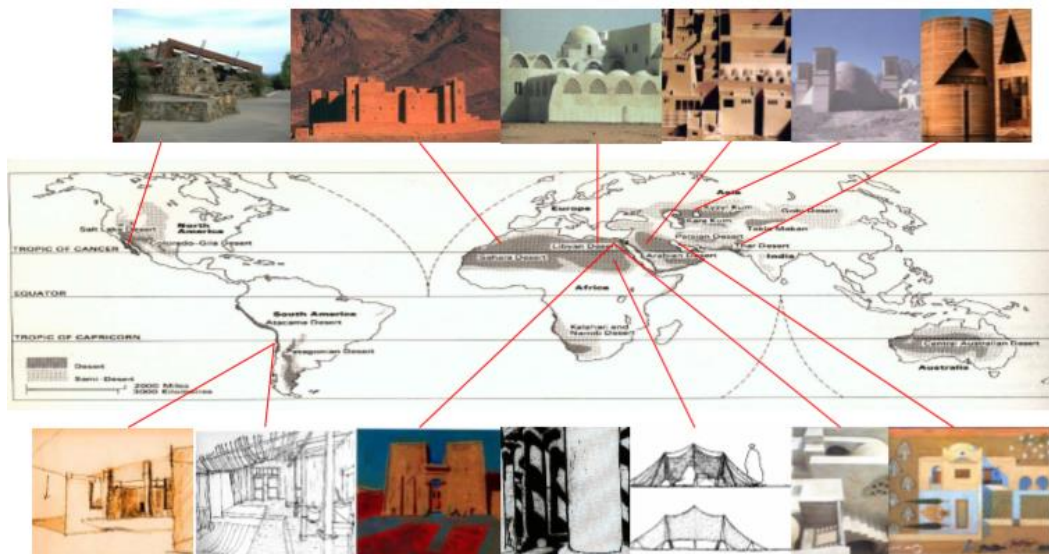 Europe
Asia
Kyzyl Kum
Kara Kum
Gobi Desert
Takla Makan
Salt Lake Desert
North
America
Colorado-Gila Desert
Persian Desert
Thar Desert
TROPIC OF CANCER
Libyan Desert
Sahara Desert
Arabian Desert
India
Africa
EQUATOR
South America
Atacama Desert
TROPIC OF CAPRICORN
Kalahari and
Namib Desert
Patagonian Desert
Central Australian Desert
Australia
Desert
Semi-Desert
2000 Miles
3000 Kilometres